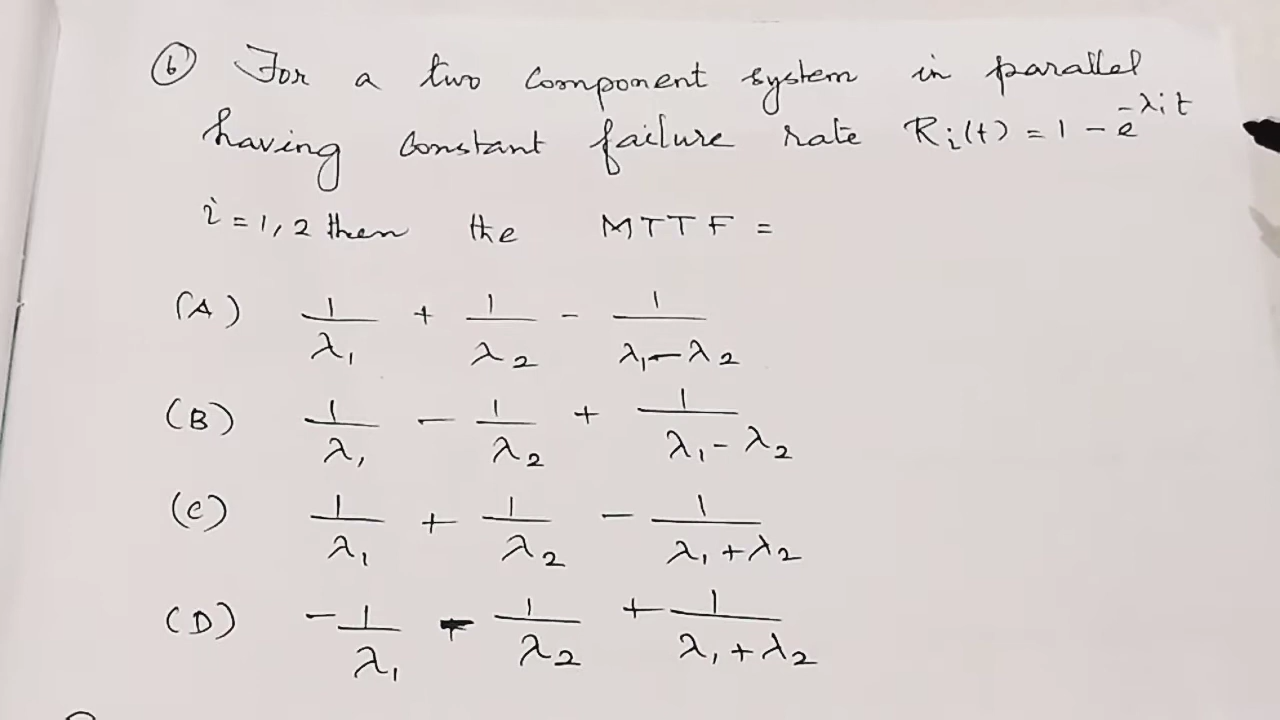 ⑥ For a two component system in parallel
having constant failure rate Rᵢ(t) = 1 - e^{-λᵢt}
i = 1, 2 then the MTTF =
(A) 1/λ₁ + 1/λ₂ - 1/(λ₁-λ₂)
(B) 1/λ₁ - 1/λ₂ + 1/(λ₁-λ₂)
(C) 1/λ₁ + 1/λ₂ - 1/(λ₁+λ₂)
(D) -1/λ₁ - 1/λ₂ + 1/(λ₁+λ₂)